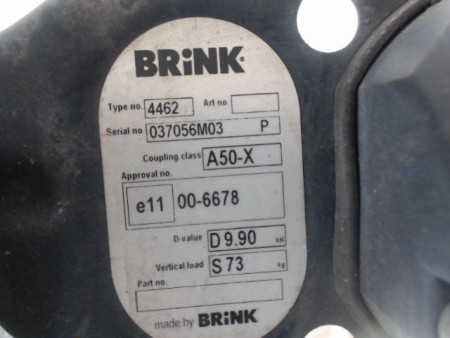 BRiNK.
Type no. 4462 Art no.
Serial no 037056M03 P
Coupling class A50-X
Approval no.
e11 00-6678
D-value D 9.90 kN
Vertical load S 73 kg
Part no.
made by BRiNK